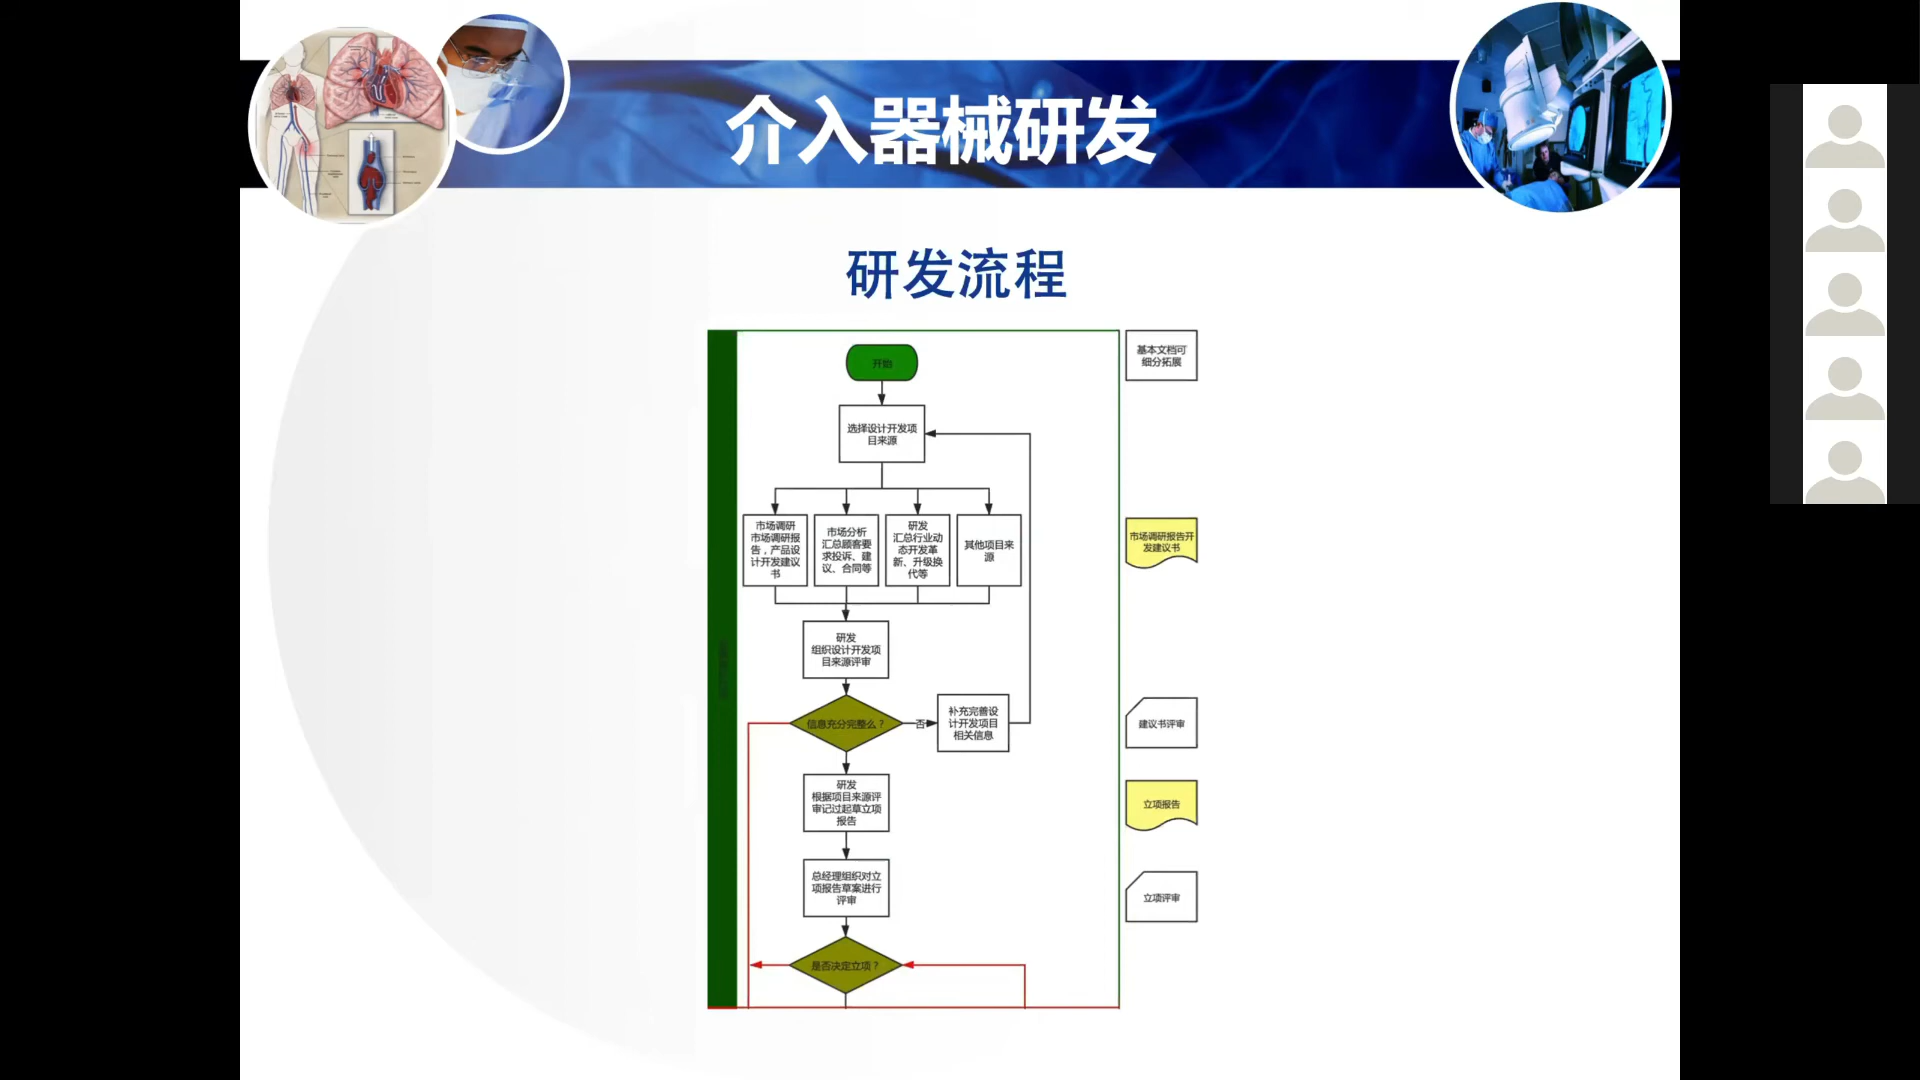 介入器械研发
研发流程
开始
基本文档可
细分拓展
选择设计开发项
目来源
市场调研
市场调研报
告，产品设
计开发建议
书
市场分析
汇总顾客要
求投诉、建
议、合同等
研发
汇总行业动
态开发革
新、升级换
代等
其他项目来
源
市场调研报告开
发建议书
研发
组织设计开发项
目来源评审
信息充分完整么？
否
补充完善设
计开发项目
相关信息
建议书评审
研发
根据项目来源评
审记过起草立项
报告
立项报告
总经理组织对立
项报告草案进行
评审
立项评审
是否决定立项？